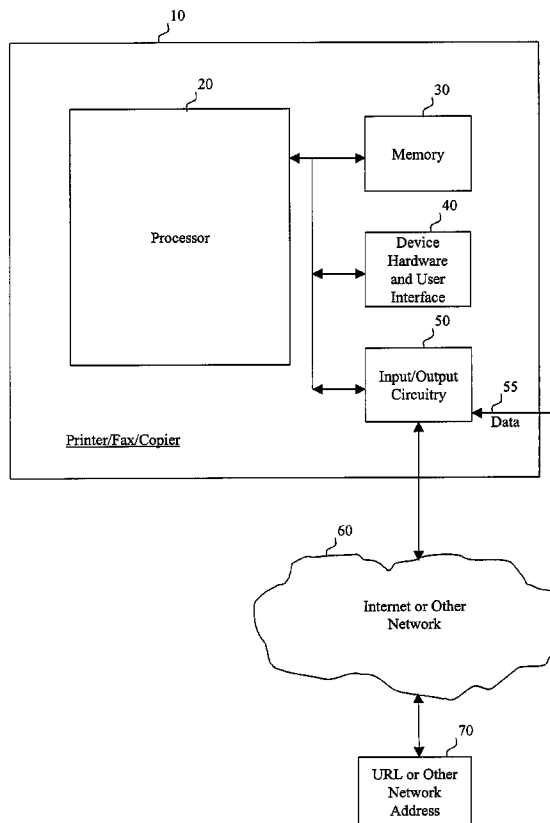 10
20
30
Memory
Processor
40
Device
Hardware
and User
Interface
50
Input/Output
Circuitry
55
Data
Printer/Fax/Copier
60
Internet or Other
Network
70
URL or Other
Network
Address